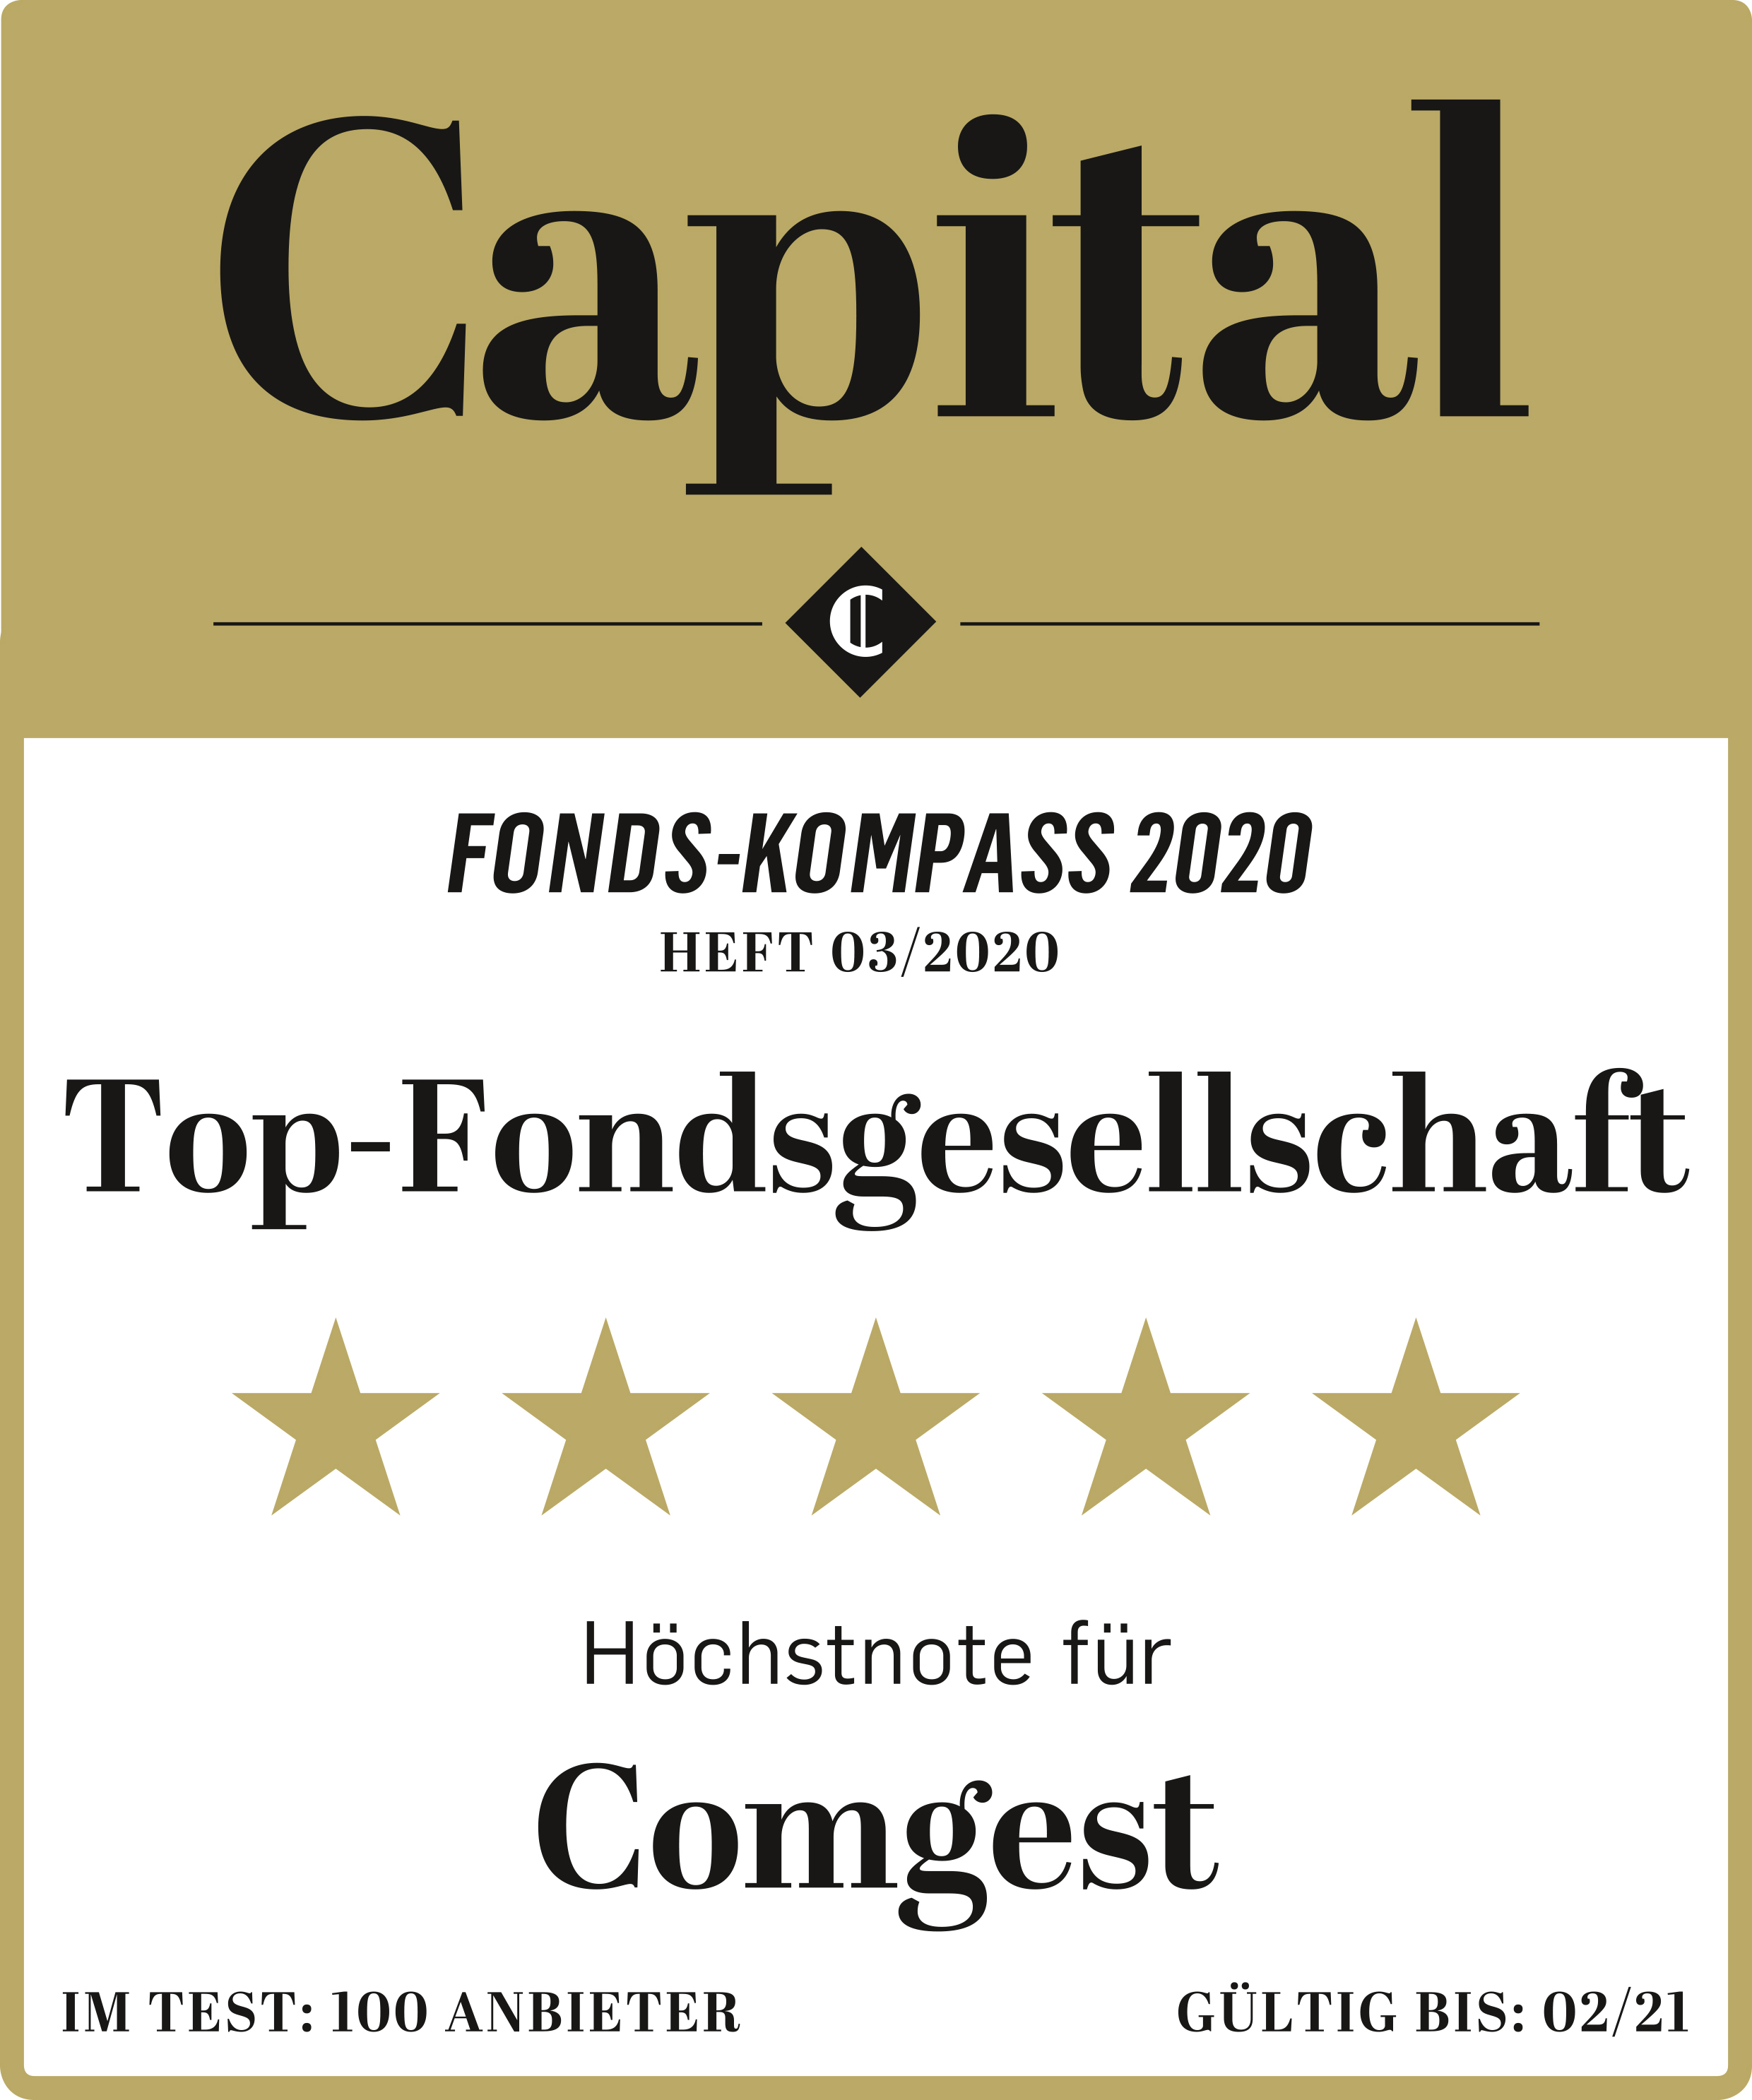 Capital
C
FONDS-KOMPASS 2020
HEFT 03/2020
Top-Fondsgesellschaft
Höchstnote für
Comgest
IM TEST: 100 ANBIETER GÜLTIG BIS: 02/21